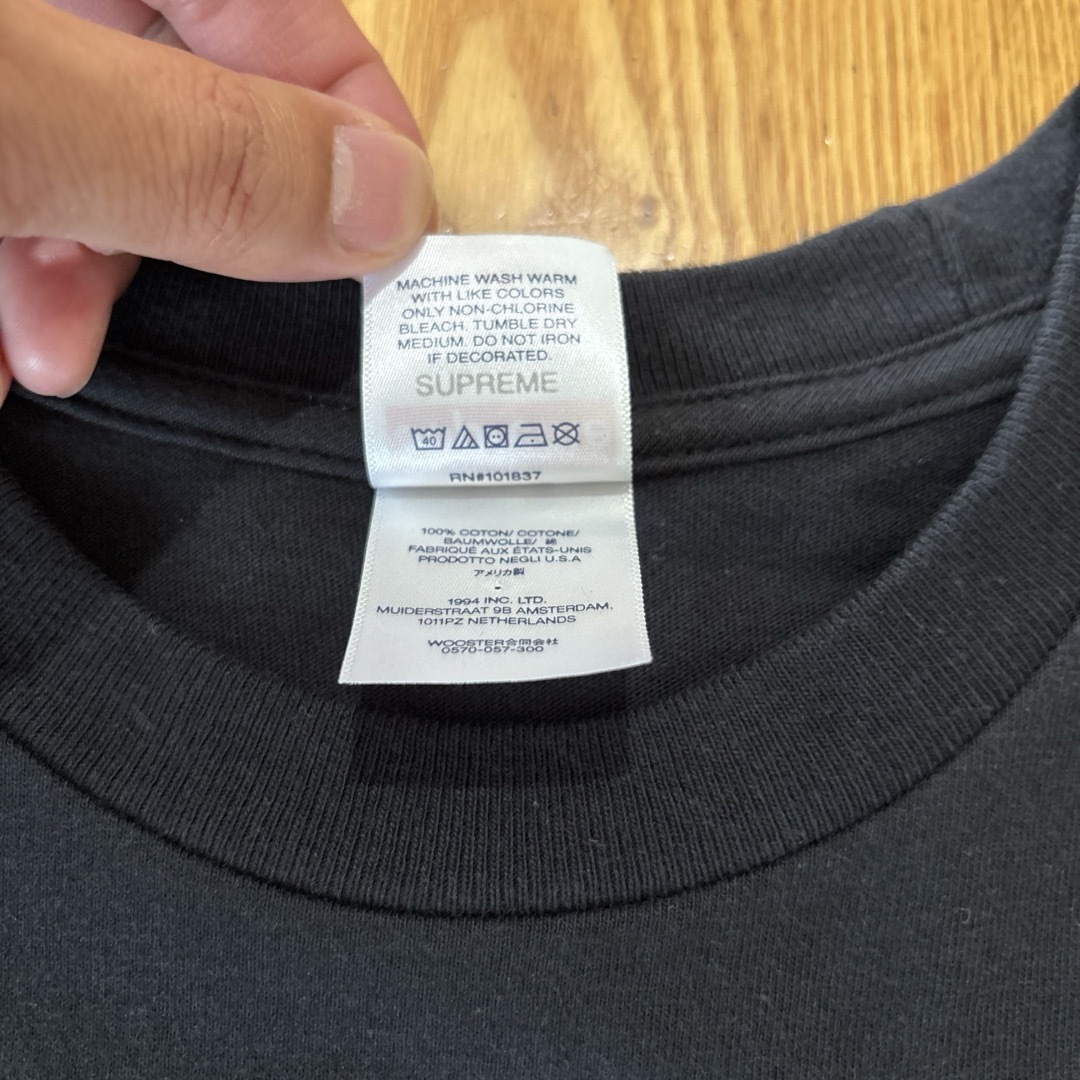 MACHINE WASH WARM
WITH LIKE COLORS
ONLY NON-CHLORINE
BLEACH. TUMBLE DRY
MEDIUM. DO NOT IRON
IF DECORATED.
SUPREME
40
RN#101837
100% COTON/ COTONE/
BAUMWOLLE/ 綿
FABRIQUÉ AUX ÉTATS-UNIS
PRODOTTO NEGLI U.S.A
アメリカ製
1994 INC. LTD.
MUIDERSTRAAT 9B AMSTERDAM,
1011PZ NETHERLANDS
WOOSTER合同会社
0570-057-300